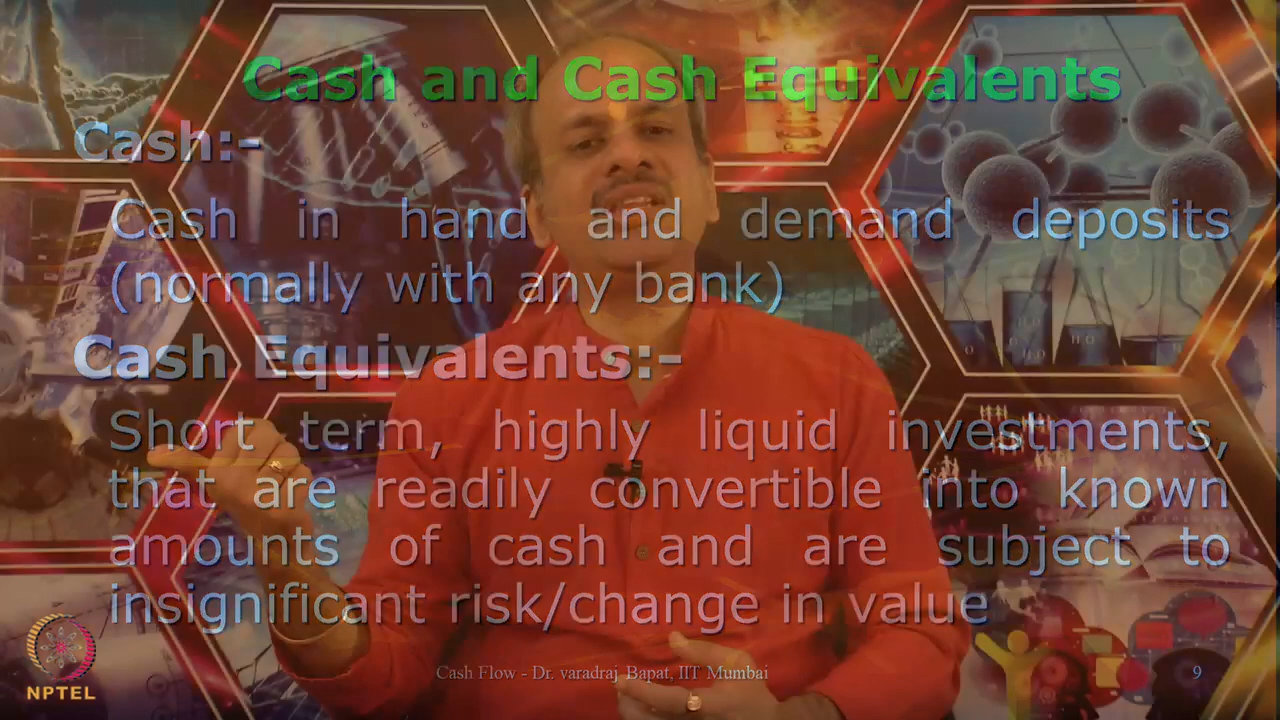 Cash and Cash Equivalents
Cash:-
Cash in hand and demand deposits
(normally with any bank)
Cash Equivalents:-
Short term, highly liquid investments,
that are readily convertible into known
amounts of cash and are subject to
insignificant risk/change in value
Cash Flow - Dr. varadraj Bapat, IIT Mumbai
9
NPTEL